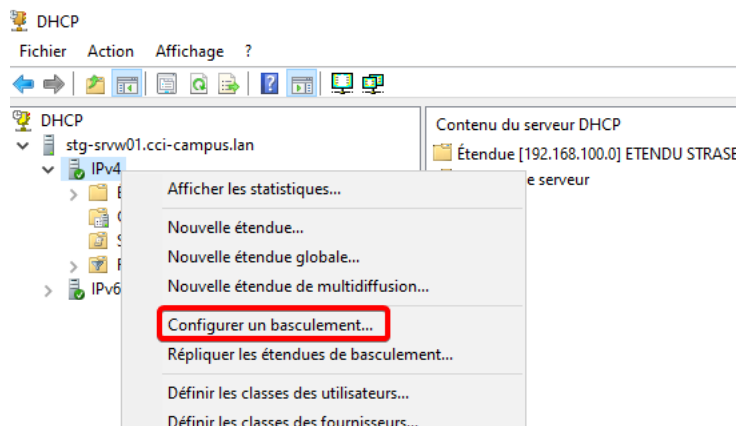 DHCP
Fichier Action Affichage ?
DHCP
stg-srvw01.cci-campus.lan
IPv4
IPv6
Contenu du serveur DHCP
Étendue [192.168.100.0] ETENDU STRASB
e serveur
Afficher les statistiques...
Nouvelle étendue...
Nouvelle étendue globale...
Nouvelle étendue de multidiffusion...
Configurer un basculement...
Répliquer les étendues de basculement...
Définir les classes des utilisateurs...
Définir les classes des fournisseurs...